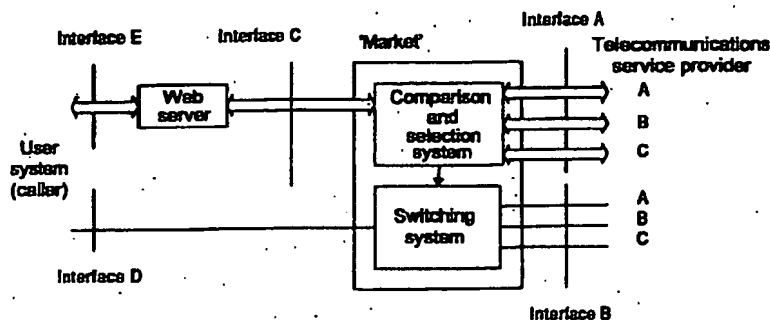 Interface A
Interface E
Interface C
'Market'
Telecommunications
service provider
Web
server
Comparison
and
selection
system
A
B
C
User
system
(caller)
Switching
system
A
B
C
Interface D
Interface B